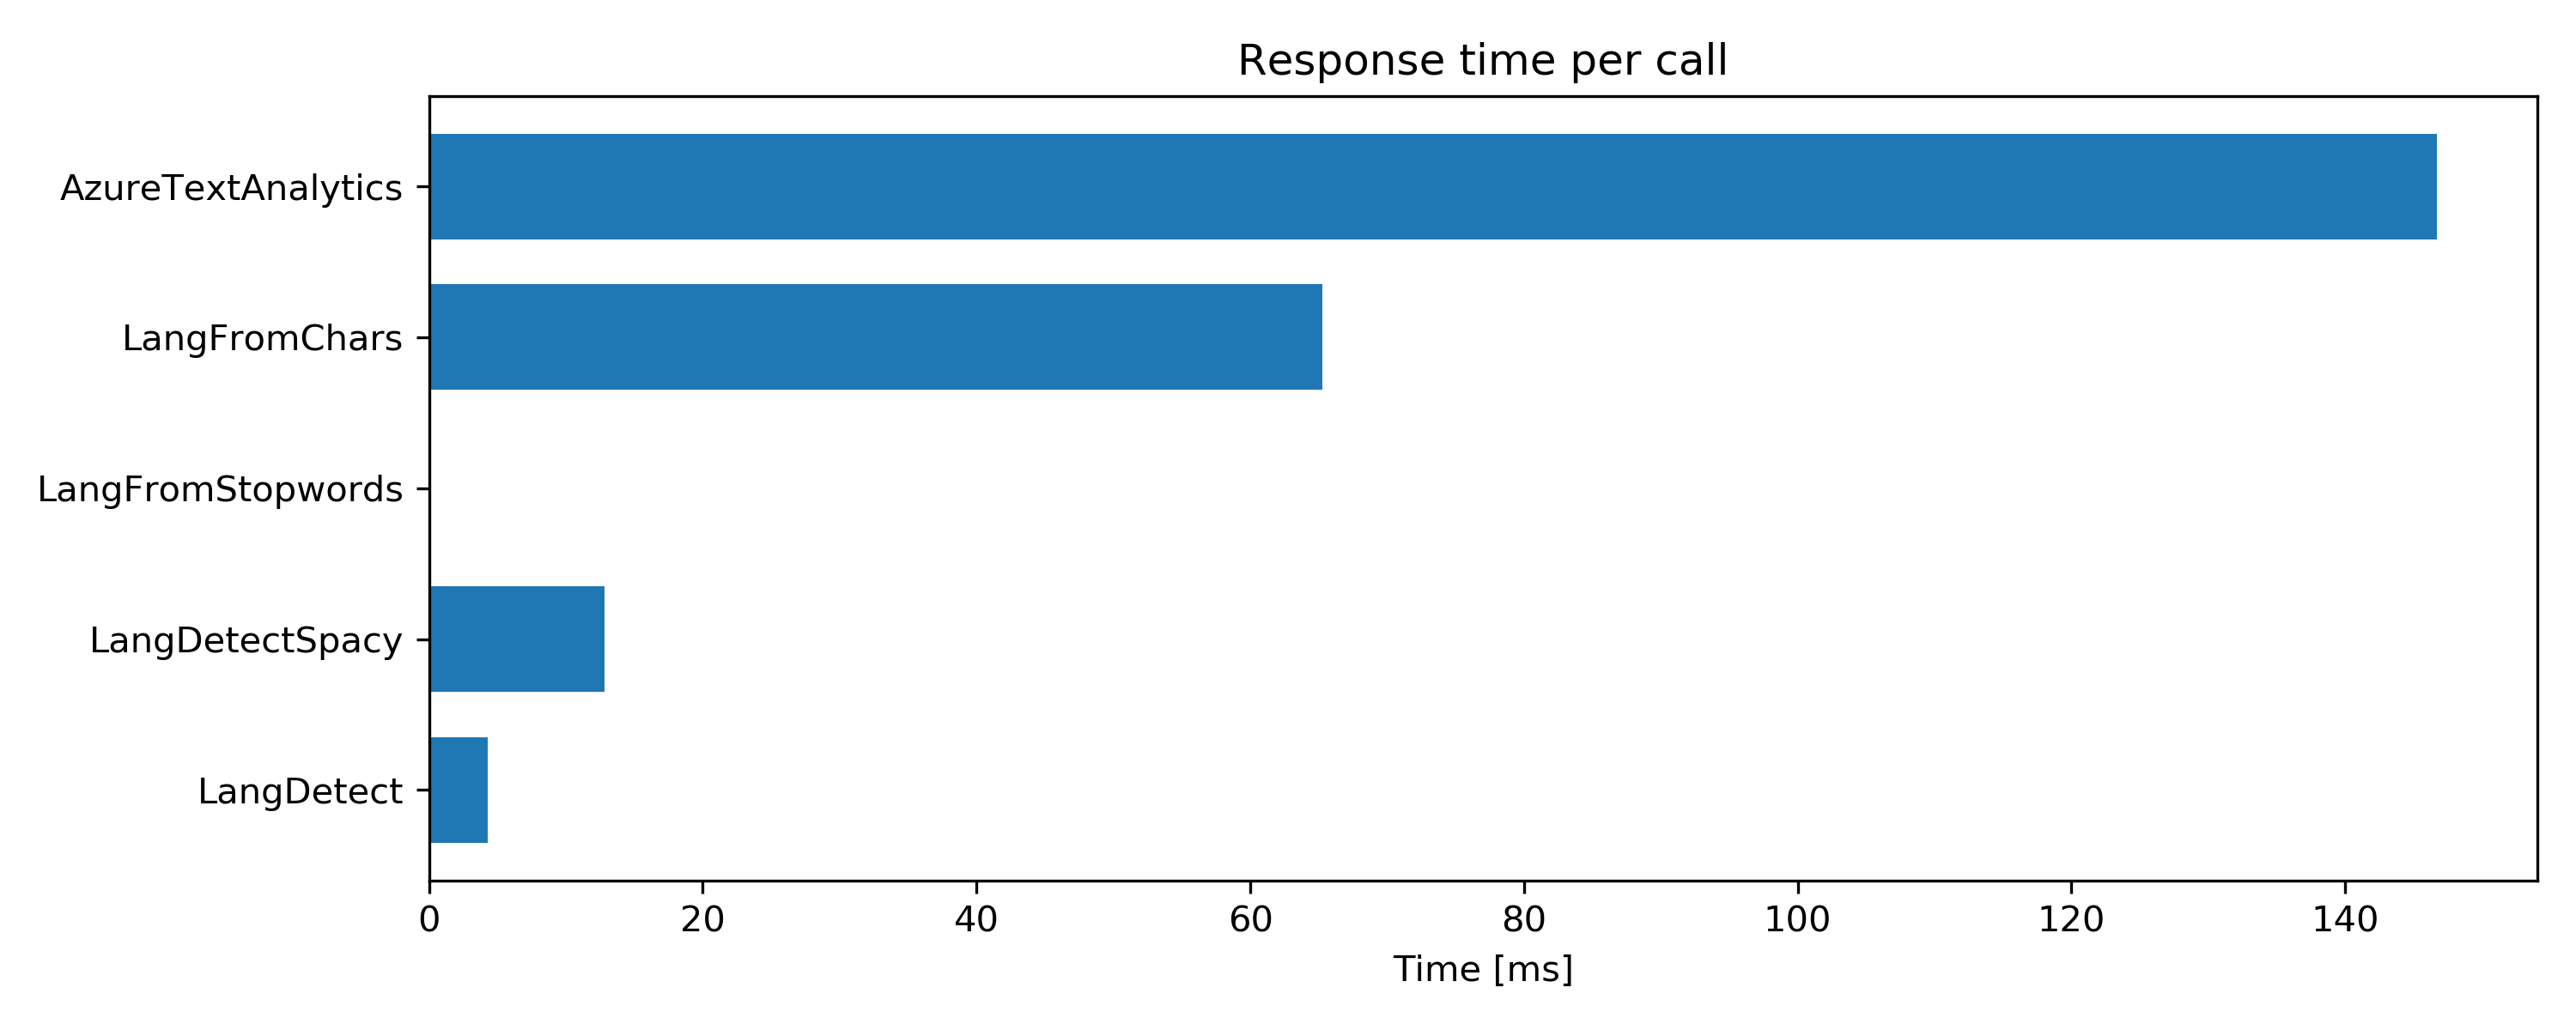 Response time per call
AzureTextAnalytics
LangFromChars
LangFromStopwords
LangDetectSpacy
LangDetect
0 20 40 60 80 100 120 140
Time [ms]